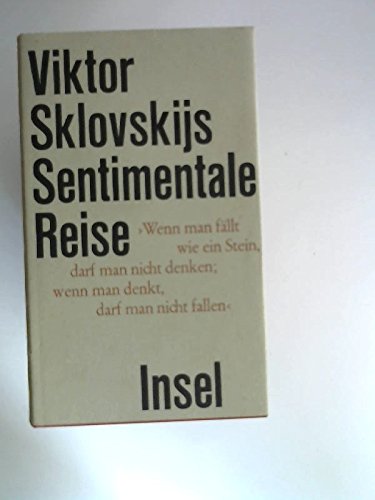 Viktor
Sklovskijs
Sentimentale
Reise ›Wenn man fällt
wie ein Stein,
darf man nicht denken;
wenn man denkt,
darf man nicht fallen‹
Insel